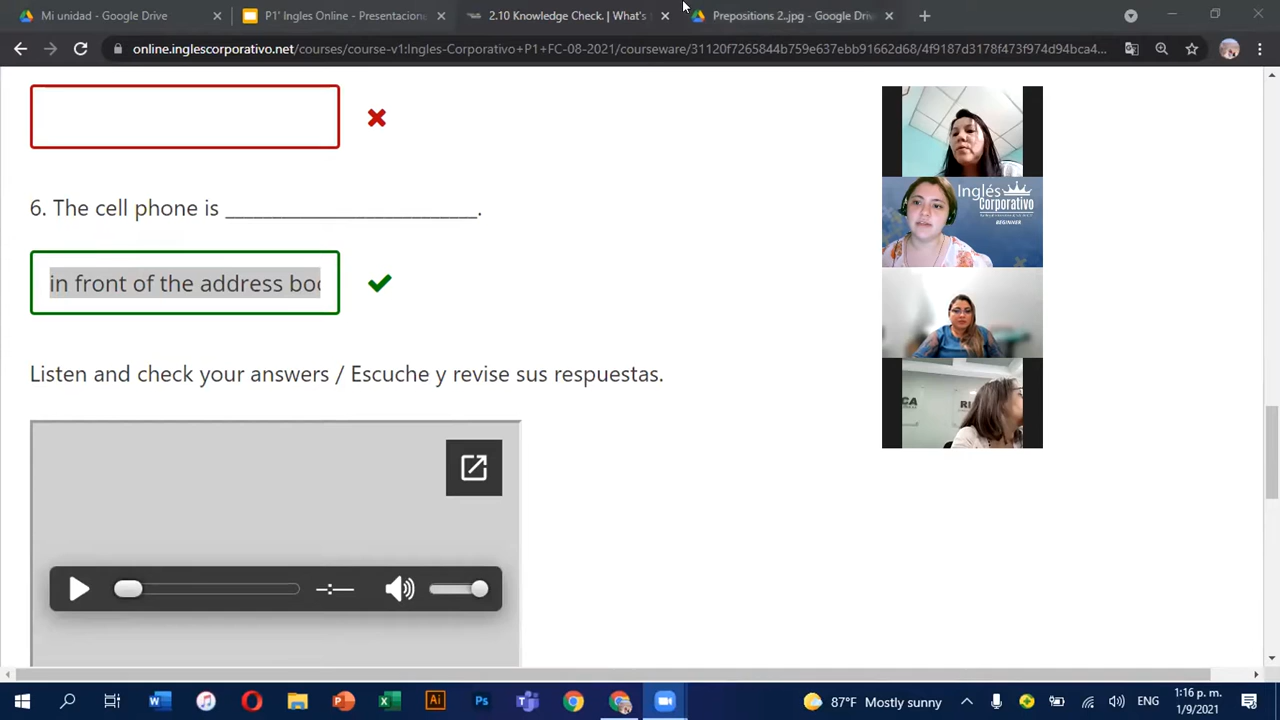 Mi unidad - Google Drive
P1' Ingles Online - Presentacion
2.10 Knowledge Check. | What's
Prepositions 2..jpg - Google Driv
online.inglescorporativo.net/courses/course-v1:Ingles-Corporativo+P1+FC-08-2021/courseware/31120f7265844b759e637ebb91662d68/4f9187d3178f473f974d94bca4...
6. The cell phone is ____________________________.
in front of the address boo
Listen and check your answers / Escuche y revise sus respuestas.
--:--
Inglés
Corporativo
BEGINNER
87°F Mostly sunny
ENG
1:16 p. m.
1/9/2021